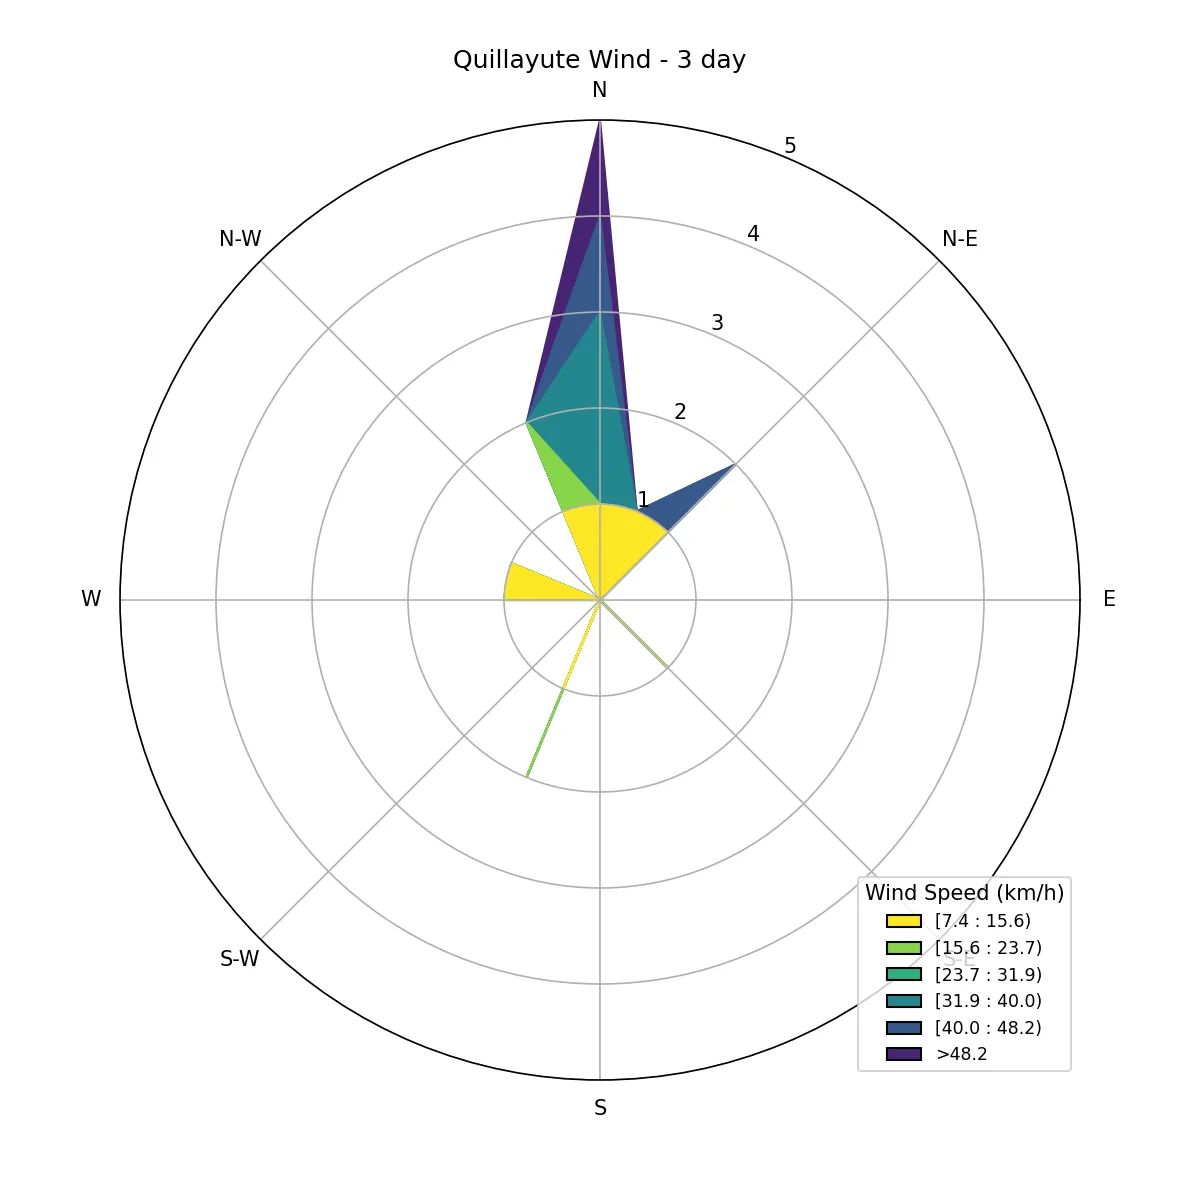 Quillayute Wind - 3 day
N
5
N-W
4
N-E
3
2
1
W
E
Wind Speed (km/h)
[7.4 : 15.6)
[15.6 : 23.7)
S-W
S-E
[23.7 : 31.9)
[31.9 : 40.0)
[40.0 : 48.2)
>48.2
S